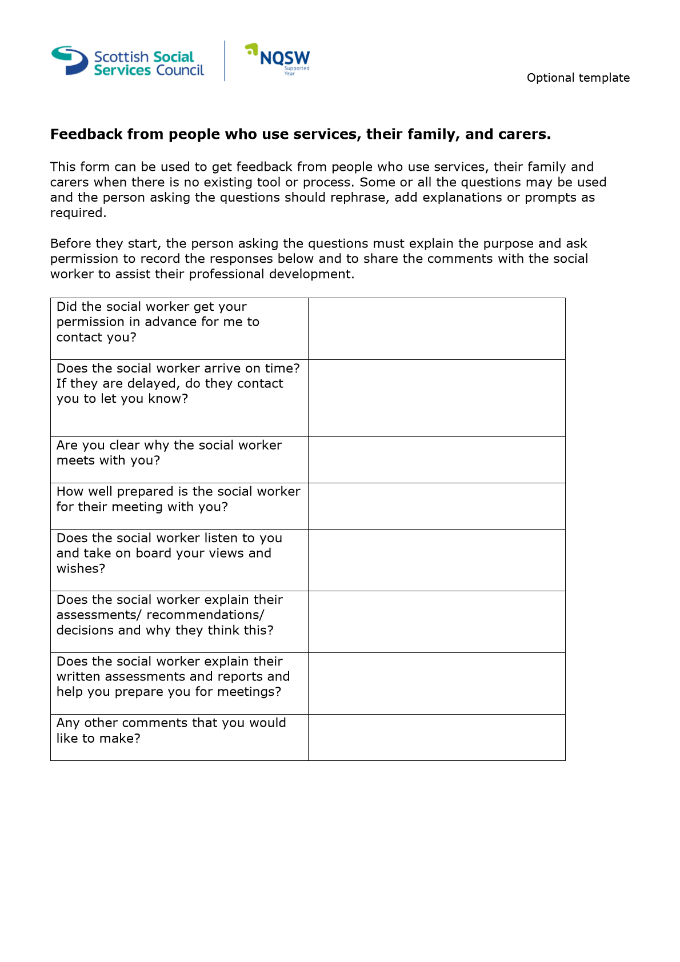 Scottish Social
Services Council
NQSW
Supported
Year
Optional template
Feedback from people who use services, their family, and carers.
This form can be used to get feedback from people who use services, their family and
carers when there is no existing tool or process. Some or all the questions may be used
and the person asking the questions should rephrase, add explanations or prompts as
required.
Before they start, the person asking the questions must explain the purpose and ask
permission to record the responses below and to share the comments with the social
worker to assist their professional development.
Did the social worker get your
permission in advance for me to
contact you?
Does the social worker arrive on time?
If they are delayed, do they contact
you to let you know?
Are you clear why the social worker
meets with you?
How well prepared is the social worker
for their meeting with you?
Does the social worker listen to you
and take on board your views and
wishes?
Does the social worker explain their
assessments/ recommendations/
decisions and why they think this?
Does the social worker explain their
written assessments and reports and
help you prepare you for meetings?
Any other comments that you would
like to make?